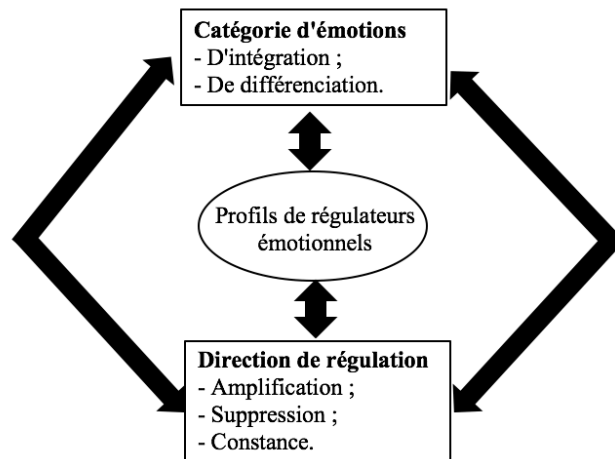 Catégorie d'émotions
- D'intégration ;
- De différenciation.
Profils de régulateurs
émotionnels
Direction de régulation
- Amplification ;
- Suppression ;
- Constance.